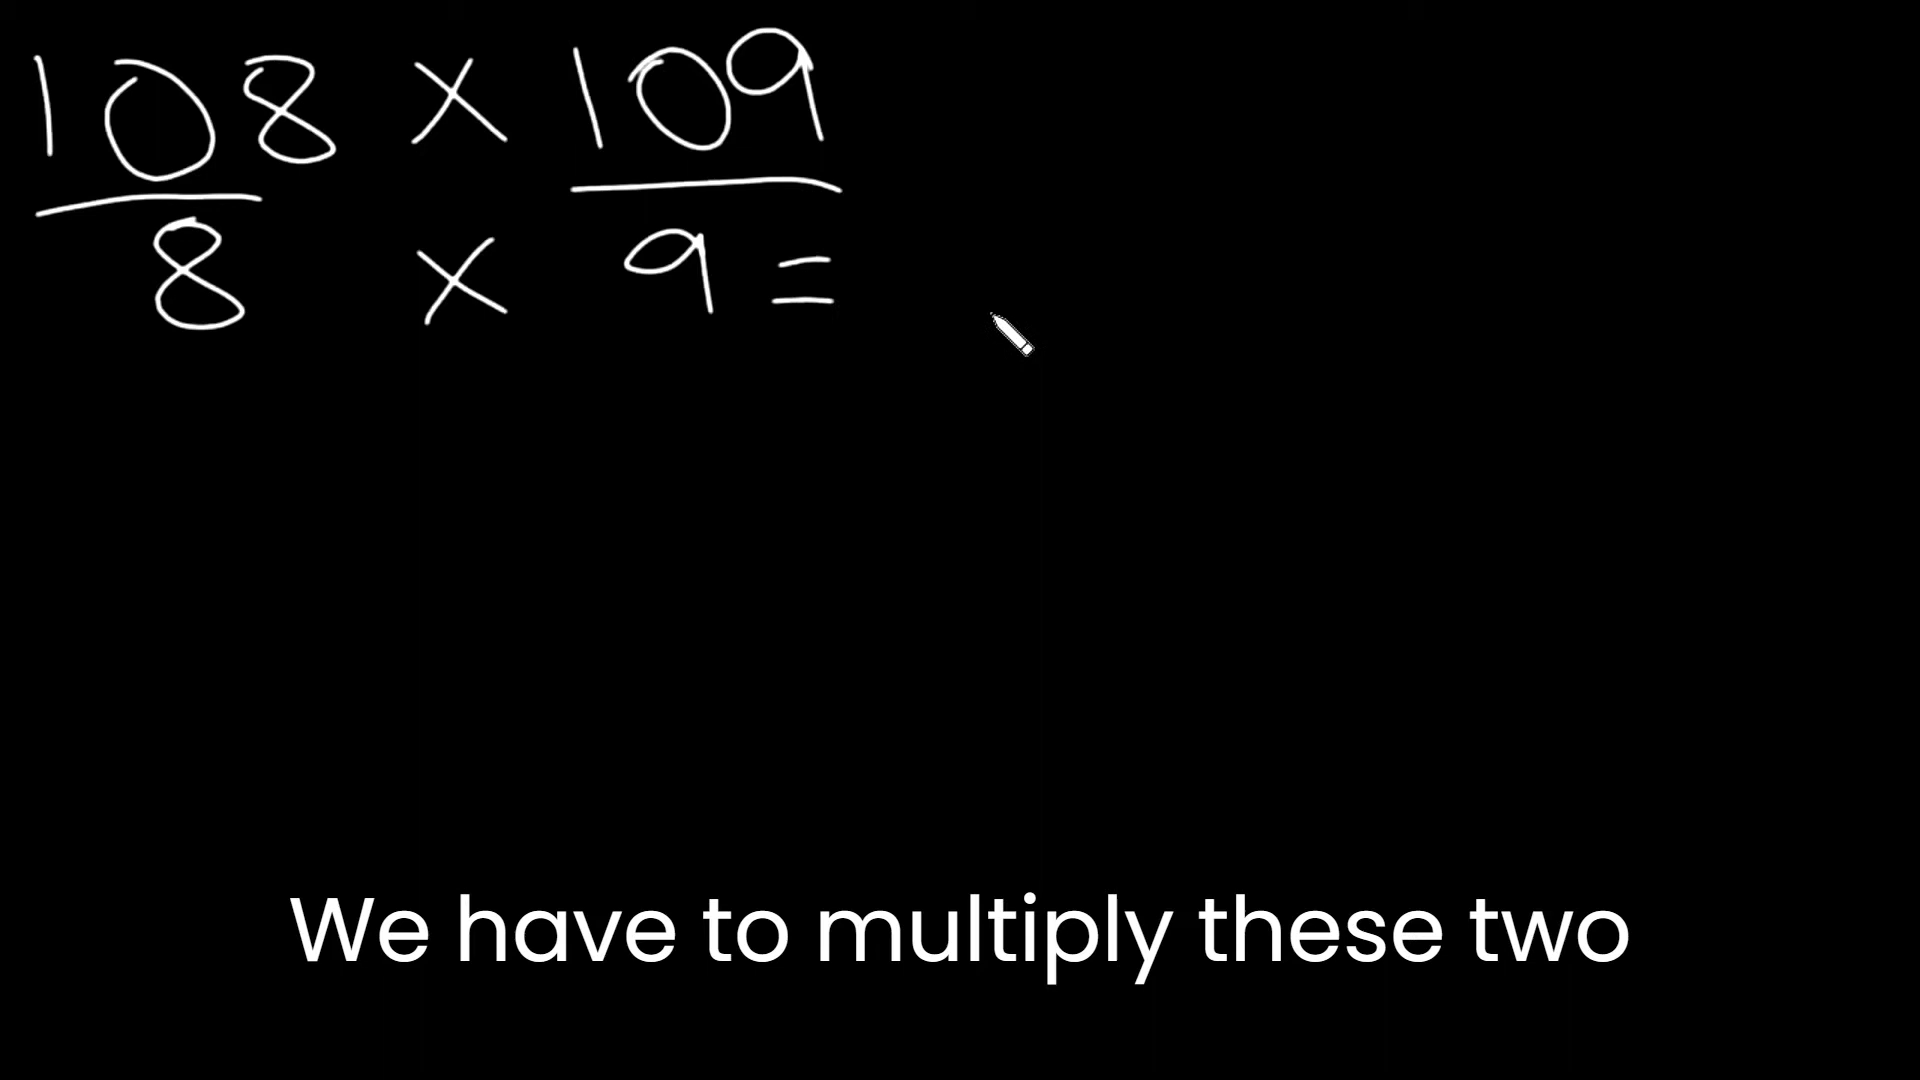 108 × 109
8 × 9 =
We have to multiply these two